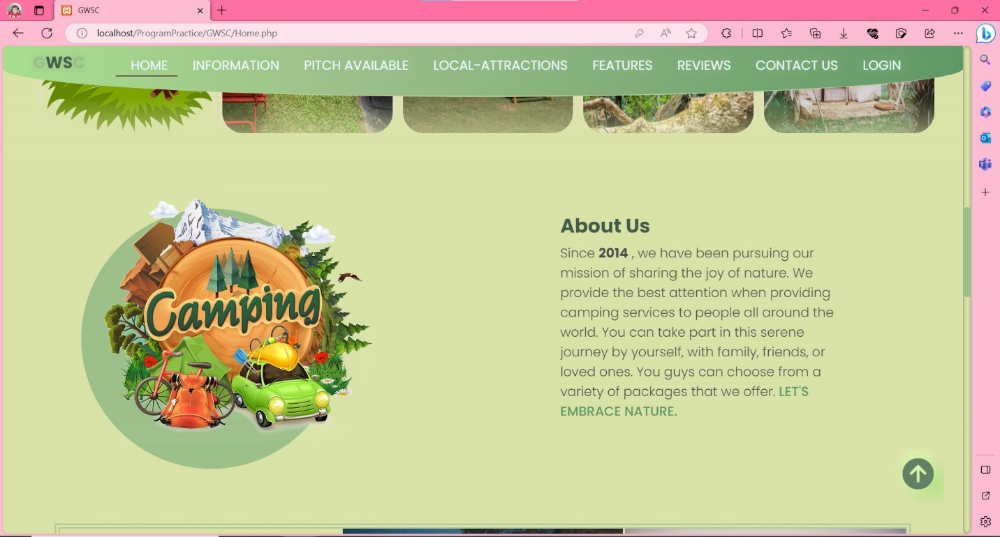 GWSC
localhost/ProgramPractice/GWSC/Home.php
GWSC
HOME INFORMATION PITCH AVAILABLE LOCAL-ATTRACTIONS FEATURES REVIEWS CONTACT US LOGIN
Camping
About Us
Since 2014 , we have been pursuing our
mission of sharing the joy of nature. We
provide the best attention when providing
camping services to people all around the
world. You can take part in this serene
journey by yourself, with family, friends, or
loved ones. You guys can choose from a
variety of packages that we offer. LET'S
EMBRACE NATURE.